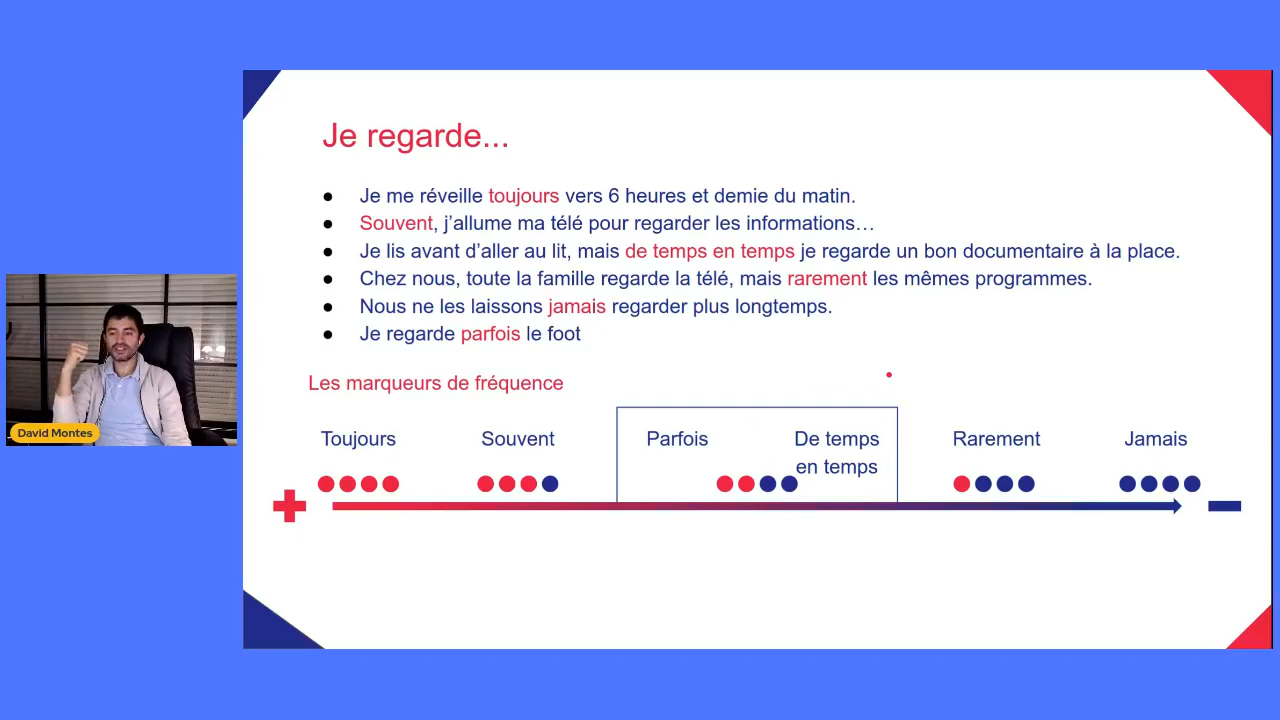 Je regarde...
Je me réveille toujours vers 6 heures et demie du matin.
Souvent, j’allume ma télé pour regarder les informations…
Je lis avant d’aller au lit, mais de temps en temps je regarde un bon documentaire à la place.
Chez nous, toute la famille regarde la télé, mais rarement les mêmes programmes.
Nous ne les laissons jamais regarder plus longtemps.
Je regarde parfois le foot
Les marqueurs de fréquence
Toujours
Souvent
Parfois
De temps
en temps
Rarement
Jamais
David Montes